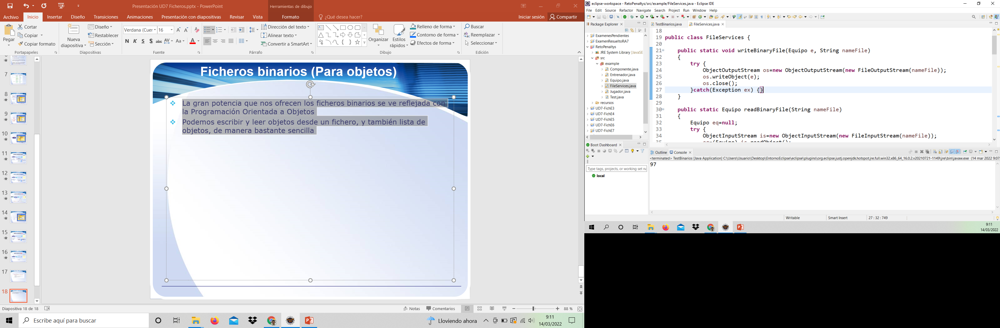 Presentación UD7 Ficheros.pptx - PowerPoint
Herramientas de dibujo
Archivo Inicio Insertar Diseño Transiciones Animaciones Presentación con diapositivas Revisar Vista Formato ¿Qué desea hacer? Iniciar sesión Compartir
Pegar
Cortar
Copiar
Copiar formato
Portapapeles
Nueva diapositiva
Diseño
Restablecer
Sección
Diapositivas
Verdana (Cuer 16
N K S S abc AV Aa A
Fuente
Párrafo
Dirección del texto
Alinear texto
Convertir a SmartArt
Organizar
Estilos rápidos
Relleno de forma
Contorno de forma
Efectos de forma
Dibujo
Buscar
Reemplazar
Seleccionar
Edición
7
8
9
10
11
12
13
14
15
16
17
18
Ficheros binarios (Para objetos)
La gran potencia que nos ofrecen los ficheros binarios se ve reflejada con
la Programación Orientada a Objetos
Podemos escribir y leer objetos desde un fichero, y también lista de
objetos, de manera bastante sencilla
Diapositiva 18 de 18
Notas Comentarios 88 %
Escribe aquí para buscar
Lloviendo ahora
9:11
14/03/2022
eclipse-workspace - RetoPenaltys/src/example/FileServices.java - Eclipse IDE
File Edit Source Refactor Navigate Search Project Run Window Help
Package Explorer
ExamenesPendientes
ExamenResueltoRA7
RetoPenaltys
JRE System Library [JavaSE
src
example
Componente.java
Entrenador.java
Equipo.java
FileServices.java
Jugador.java
Test.java
recursos
UD7-FichE3
UD7-FichE4
UD7-FichE5
UD7-FichE6
UD7-FichE7
Boot Dashboard
Type tags, projects, or working set na
local
TestBinarios.java FileServices.java
18
19 public class FileServices {
20
21 public static void writeBinaryFile(Equipo e, String nameFile)
22 {
23 try {
24 ObjectOutputStream os=new ObjectOutputStream(new FileOutputStream(nameFile));
25 os.writeObject(e);
26 os.close();
27 }catch(Exception ex) {}
28 }
29
30 public static Equipo readBinaryFile(String nameFile)
31 {
32 Equipo eq=null;
33 try {
34 ObjectInputStream is=new ObjectInputStream(new FileInputStream(nameFile));
Outline Console
<terminated> TestBinarios [Java Application] C:\Users\Usuario\Desktop\EntornoEclipse\eclipse\plugins\org.eclipse.justj.openjdk.hotspot.jre.full.win32.x86_64_16.0.2.v20210721-1149\jre\bin\javaw.exe (14 mar 2022 9:07:
97
Writable Smart Insert 27 : 32 : 749
9:11
14/03/2022